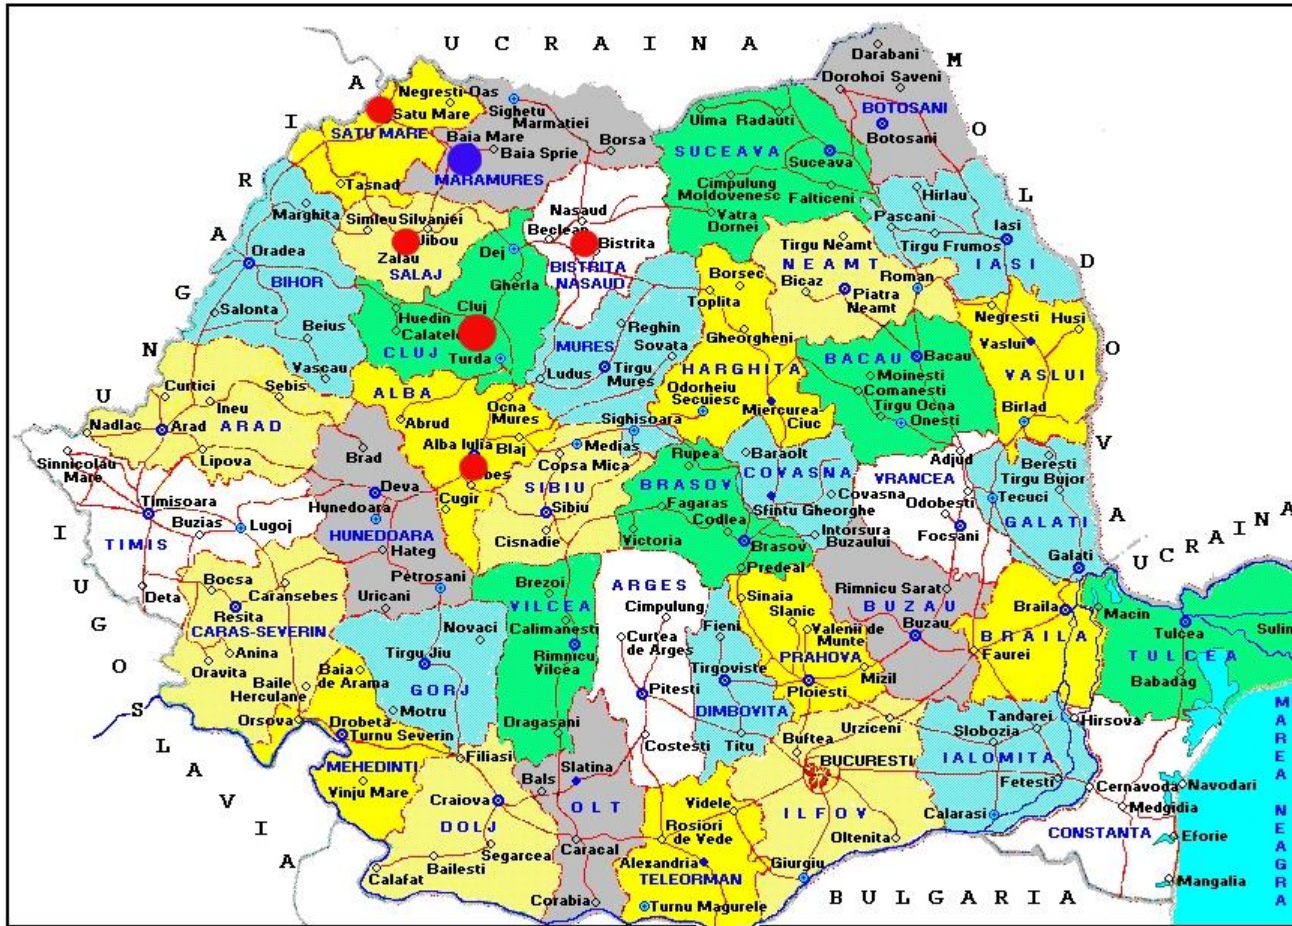 UCRAINA
MOLDOVA
UNGARIA
IUGOSLAVIA
BULGARIA
UCRAINA
MAREA NEAGRA
Darabani
Dorohoi Saveni
BOTOSANI
Botosani
Negresti-Oas
Satu Mare
SATU MARE
Sighetu
Marmatiei
Baia Mare
Baia Sprie
Borsa
MARAMURES
Ulma Radauti
SUCEAVA
Suceava
Cimpulung
Moldovenesc
Falticeni
Vatra
Dornei
Tasnad
Marghita
Simleu Silvaniei
Jibou
Zalau
SALAJ
Oradea
BIHOR
Salonta
Beius
Vascau
Nasaud
Beclean
Bistrita
BISTRITA
NASAUD
Dej
Gherla
Cluj
Huedin
CLUJ
Turda
Hirlau
Pascani
Iasi
Tirgu Frumos
IASI
Tirgu Neamt
NEAMT
Bicaz
Roman
Piatra
Neamt
Borsec
Toplita
Gheorgheni
HARGHITA
Odorheiu
Secuiesc
Miercurea
Ciuc
Reghin
Sovata
MURES
Ludus
Tirgu
Mures
Sighisoara
BACAU
Bacau
Moinesti
Comanesti
Tirgu Ocna
Onesti
Negresti
Husi
Vaslui
VASLUI
Birlad
Curtici
Sebis
Ineu
ARAD
Nadlac
Arad
Lipova
ALBA
Ocna
Mures
Abrud
Alba Iulia
Blaj
Cugir
Sinnicolau
Mare
Timisoara
Buzias
Lugoj
TIMIS
Deta
Brad
Deva
Hunedoara
HUNEDOARA
Hateg
Petrosani
Uricani
Medias
Copsa Mica
SIBIU
Sibiu
Cisnadie
Rupea
BRASOV
Fagaras
Codlea
Victoria
Brasov
Predeal
Baraolt
COVASNA
Covasna
Sfintu Gheorghe
Intorsura
Buzaului
Adjud
VRANCEA
Odobesti
Focsani
Beresti
Tirgu Bujor
Tecuci
GALATI
Galati
Bocsa
Caransebes
Resita
CARAS-SEVERIN
Anina
Oravita
Baile
Herculane
Orsova
Novaci
Tirgu Jiu
GORJ
Motru
Baia
de Arama
Drobeta
Turnu Severin
MEHEDINTI
Vinju Mare
Brezoi
VILCEA
Calimanesti
Rimnicu
Vilcea
Dragasani
ARGES
Cimpulung
Curtea
de Arges
Pitesti
Costesti
Fieni
Tirgoviste
DIMBOVITA
Titu
Sinaia
Slanic
Valenii de
Munte
PRAHOVA
Mizil
Ploiesti
Rimnicu Sarat
BUZAU
Buzau
Braila
BRAILA
Faurei
Macin
Tulcea
Sulin
TULCEA
Babadag
Filiasi
Craiova
DOLJ
Segarcea
Bailesti
Calafat
Bals
Slatina
OLT
Caracal
Corabia
Videle
Rosiori
de Vede
Alexandria
TELEORMAN
Turnu Magurele
Buftea
Urziceni
BUCURESTI
ILFOV
Oltenita
Giurgiu
Tandarei
Slobozia
IALOMITA
Fetesti
Calarasi
Hirsova
Cernavoda
Navodari
Medgidia
CONSTANTA
Eforie
Mangalia